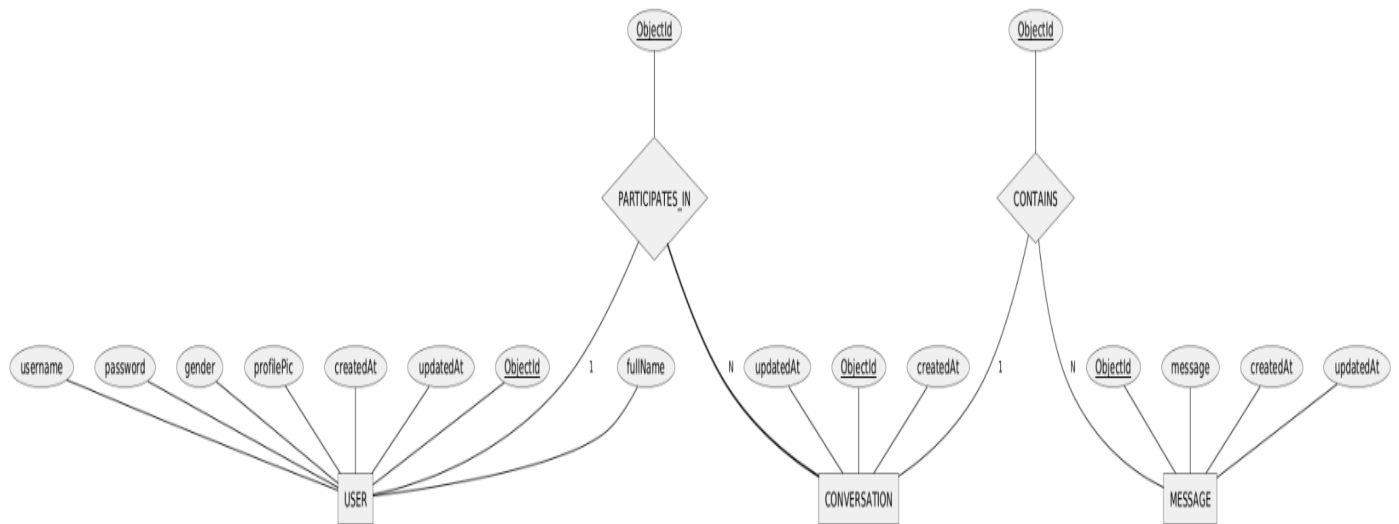 ObjectId
ObjectId
PARTICIPATES_IN
CONTAINS
username
password
gender
profilePic
createdAt
updatedAt
ObjectId
1
fullName
N
updatedAt
ObjectId
createdAt
1
N
ObjectId
message
createdAt
updatedAt
USER
CONVERSATION
MESSAGE